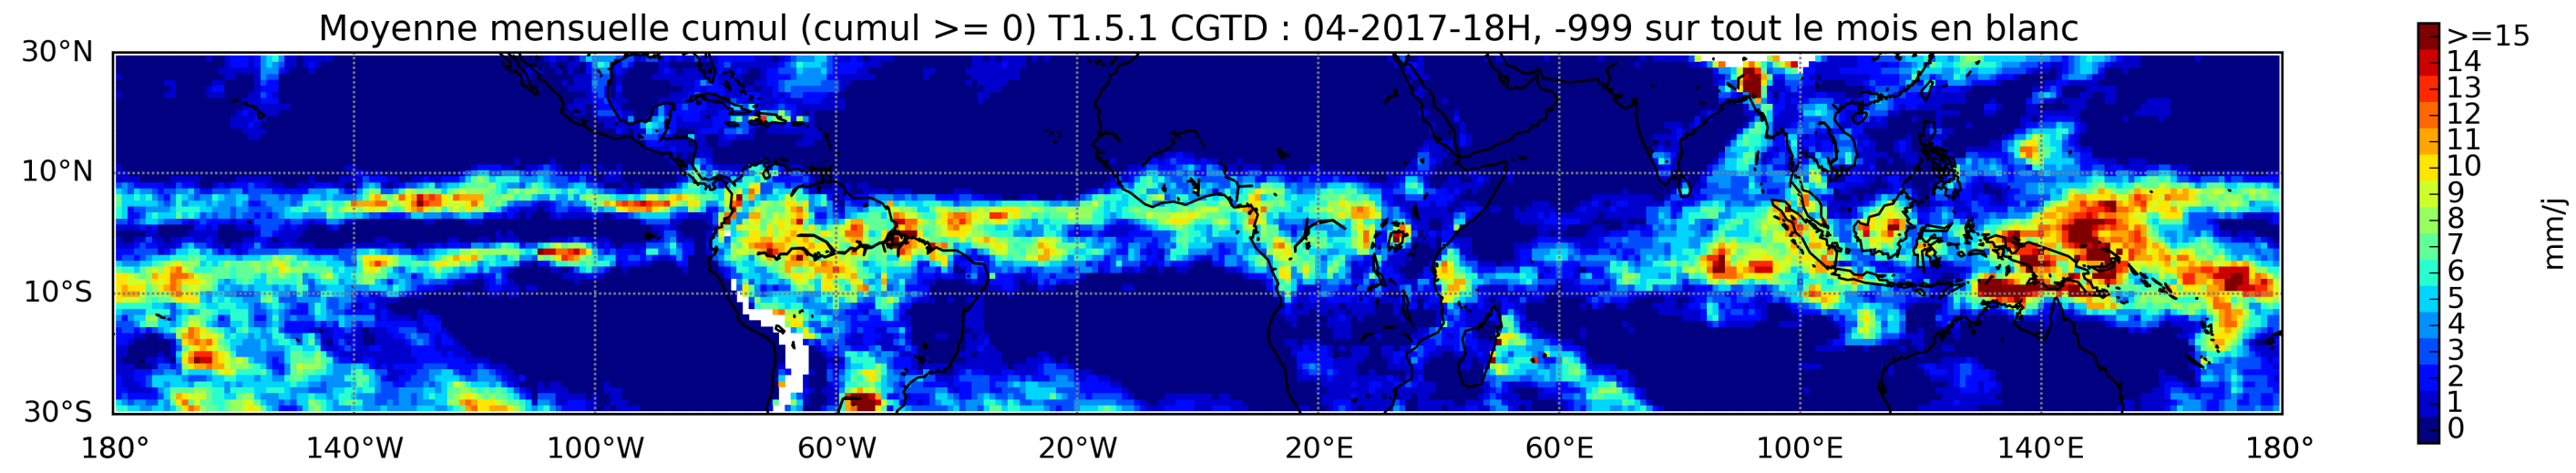 Moyenne mensuelle cumul (cumul >= 0) T1.5.1 CGTD : 04-2017-18H, -999 sur tout le mois en blanc
30°N
10°N
10°S
30°S
180° 140°W 100°W 60°W 20°W 20°E 60°E 100°E 140°E 180°
>=15
14
13
12
11
10
9
8
7
6
5
4
3
2
1
0
mm/j